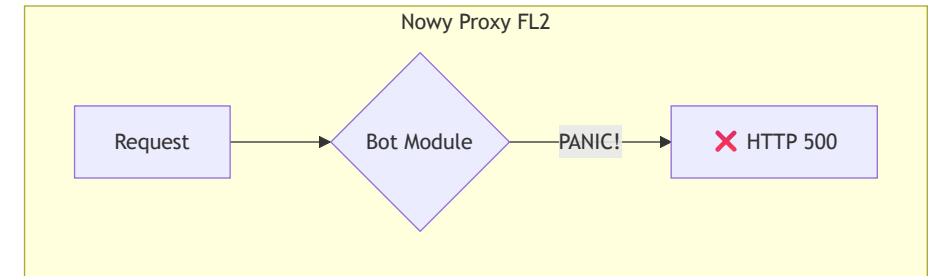 Nowy Proxy FL2
Request
Bot Module
PANIC!
❌ HTTP 500